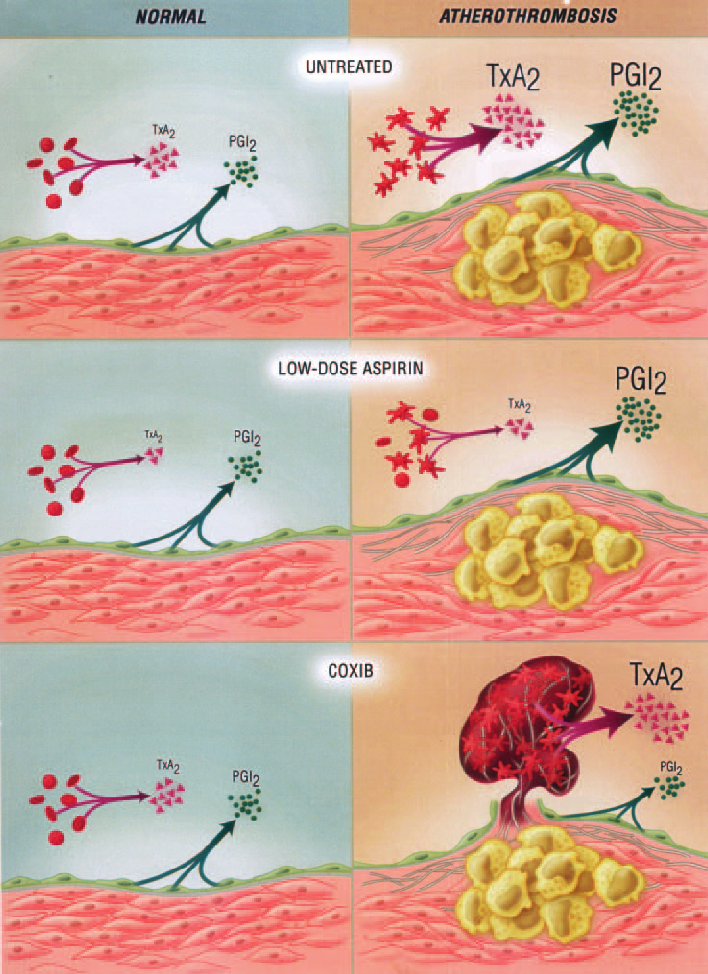 NORMAL
ATHEROTHROMBOSIS
UNTREATED
TxA2
PGI2
TxA2
PGI2
LOW-DOSE ASPIRIN
TxA2
PGI2
TxA2
PGI2
COXIB
TxA2
PGI2
TxA2
PGI2